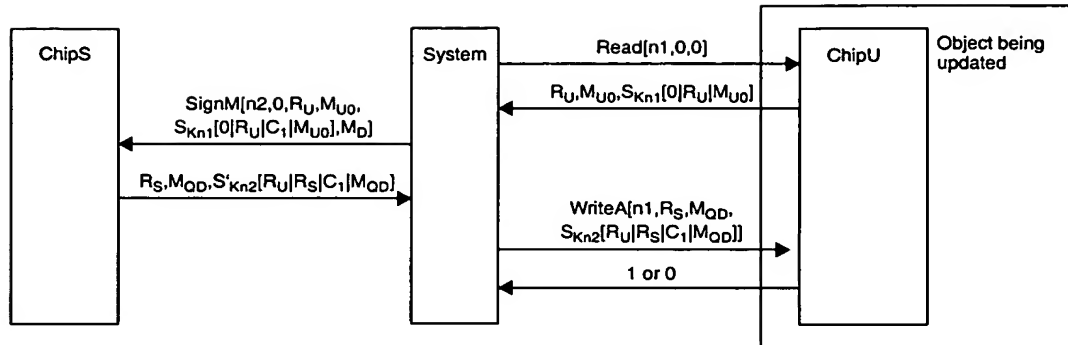 ChipS
System
ChipU
Object being
updated
Read[n1,0,0]
R_U,M_U0,S_Kn1[0|R_U|M_U0]
SignM[n2,0,R_U,M_U0,
S_Kn1[0|R_U|C_1|M_U0],M_D]
R_S,M_QD,S'_Kn2[R_U|R_S|C_1|M_QD]
WriteA[n1,R_S,M_QD,
S_Kn2[R_U|R_S|C_1|M_QD]]
1 or 0